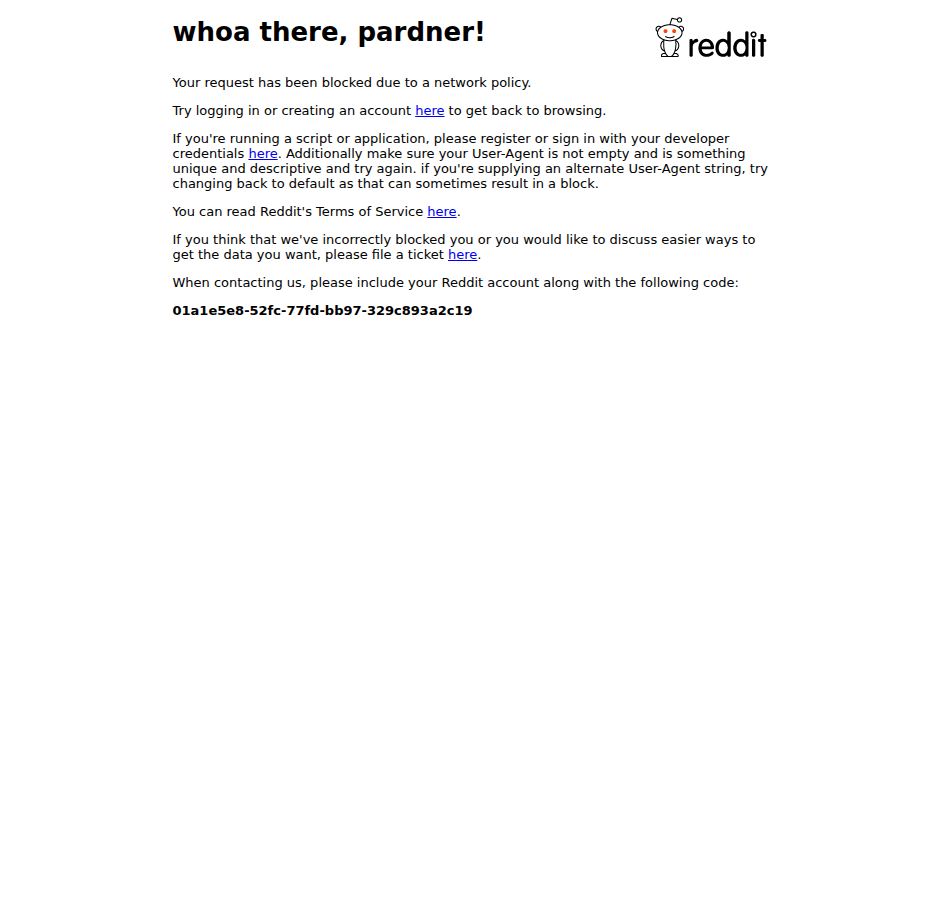 whoa there, pardner!
reddit
Your request has been blocked due to a network policy.
Try logging in or creating an account here to get back to browsing.
If you're running a script or application, please register or sign in with your developer
credentials here. Additionally make sure your User-Agent is not empty and is something
unique and descriptive and try again. if you're supplying an alternate User-Agent string, try
changing back to default as that can sometimes result in a block.
You can read Reddit's Terms of Service here.
If you think that we've incorrectly blocked you or you would like to discuss easier ways to
get the data you want, please file a ticket here.
When contacting us, please include your Reddit account along with the following code:
01a1e5e8-52fc-77fd-bb97-329c893a2c19